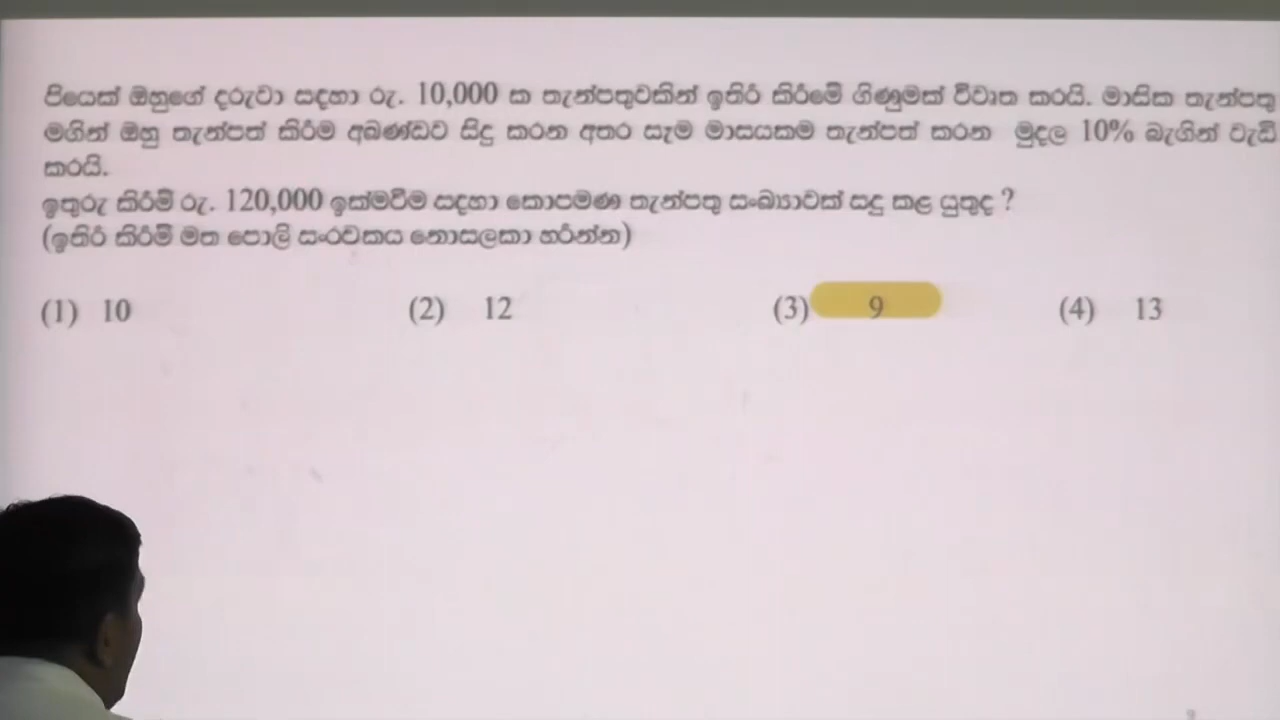 පියෙක් ඔහුගේ දරුවා සඳහා රු. 10,000 ක තැන්පතුවකින් ඉතිරි කිරීමේ ගිණුමක් විවෘත කරයි. මාසික තැන්පතු
මගින් ඔහු තැන්පත් කිරීම අඛණ්ඩව සිදු කරන අතර සෑම මාසයකම තැන්පත් කරන මුදල 10% බැගින් වැඩි
කරයි.
ඉතුරු කිරීම් රු. 120,000 ඉක්මවීම සඳහා කොපමණ තැන්පතු සංඛ්‍යාවක් සදු කළ යුතුද ?
(ඉතිරි කිරීම් මත පොලි සංරචකය නොසලකා හරින්න)
(1) 10 (2) 12 (3) 9 (4) 13